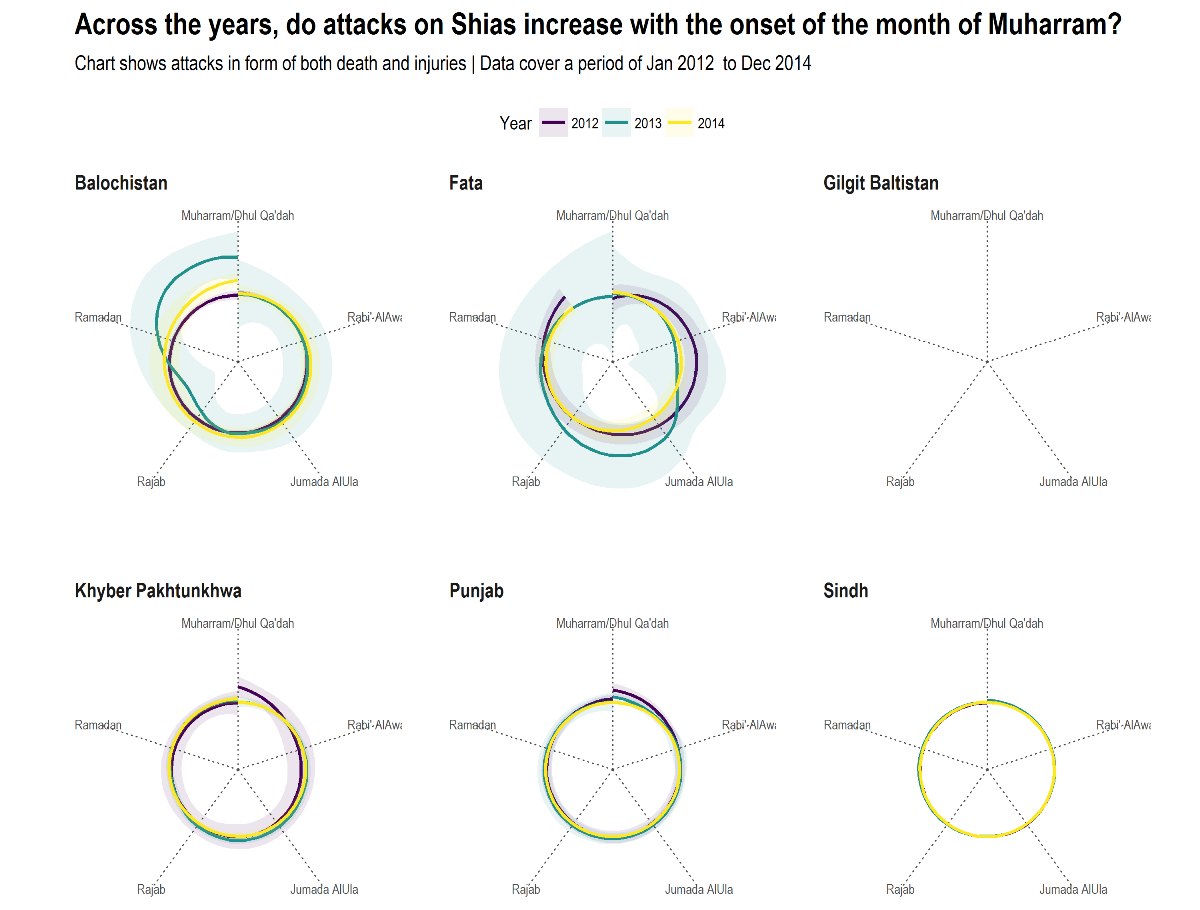 Across the years, do attacks on Shias increase with the onset of the month of Muharram?
Chart shows attacks in form of both death and injuries | Data cover a period of Jan 2012 to Dec 2014
Year 2012 2013 2014
Balochistan
Muharram/Dhul Qa'dah
Ramadan
Rabi'-AlAwa
Rajab
Jumada AlUla
Fata
Muharram/Dhul Qa'dah
Ramadan
Rabi'-AlAwa
Rajab
Jumada AlUla
Gilgit Baltistan
Muharram/Dhul Qa'dah
Ramadan
Rabi'-AlAwa
Rajab
Jumada AlUla
Khyber Pakhtunkhwa
Muharram/Dhul Qa'dah
Ramadan
Rabi'-AlAwa
Rajab
Jumada AlUla
Punjab
Muharram/Dhul Qa'dah
Ramadan
Rabi'-AlAwa
Rajab
Jumada AlUla
Sindh
Muharram/Dhul Qa'dah
Ramadan
Rabi'-AlAwa
Rajab
Jumada AlUla